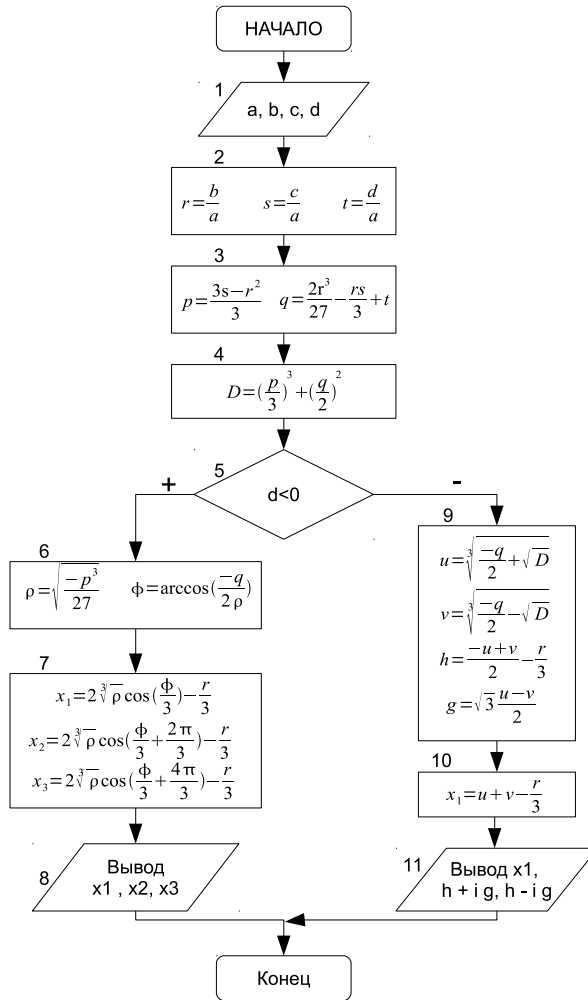 НАЧАЛО
1
a, b, c, d
2
r=b/a s=c/a t=d/a
3
p=(3s−r²)/3 q=2r³/27−rs/3+t
4
D=(p/3)³+(q/2)²
5
d<0
+
-
6
ρ=√(−p³/27) ϕ=arccos(−q/2ρ)
7
x₁=2∛ρ cos(ϕ/3)−r/3
x₂=2∛ρ cos(ϕ/3+2π/3)−r/3
x₃=2∛ρ cos(ϕ/3+4π/3)−r/3
8
Вывод
x1 , x2, x3
9
u=∛(−q/2+√D)
v=∛(−q/2−√D)
h=(−u+v)/2−r/3
g=√3 (u−v)/2
10
x₁=u+v−r/3
11
Вывод x1,
h + i g, h - i g
Конец